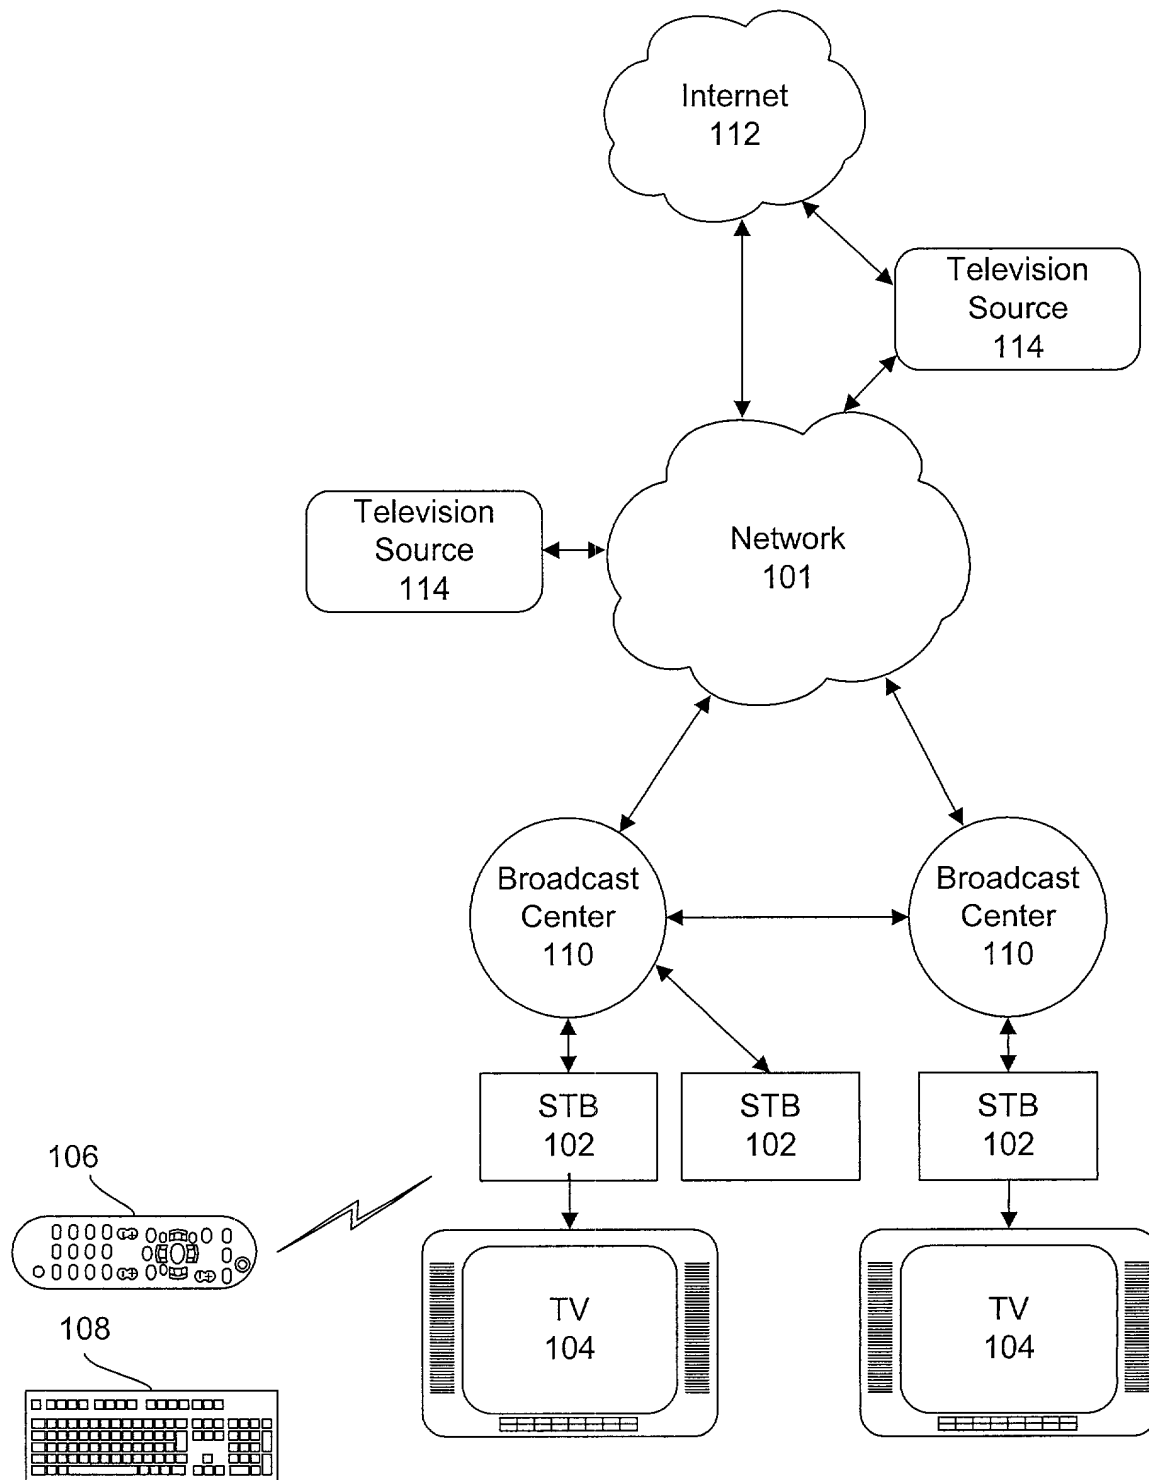 Internet
112
Television
Source
114
Television
Source
114
Network
101
Broadcast
Center
110
Broadcast
Center
110
STB
102
STB
102
STB
102
106
TV
104
TV
104
108